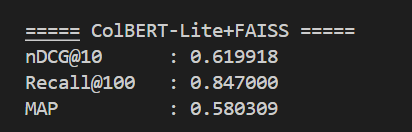 ===== ColBERT-Lite+FAISS =====
nDCG@10      : 0.619918
Recall@100   : 0.847000
MAP          : 0.580309